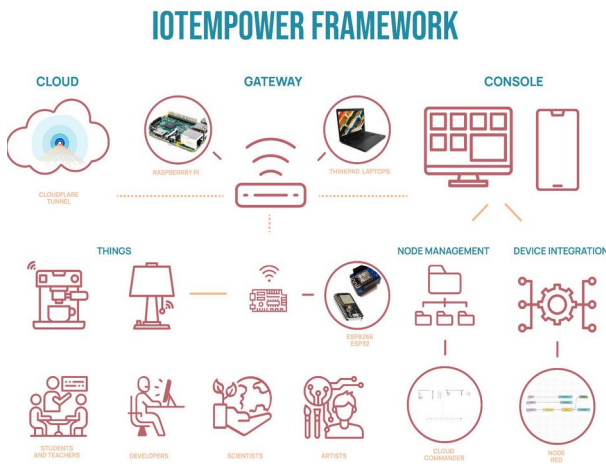 IOTEMPOWER FRAMEWORK
CLOUD
GATEWAY
CONSOLE
RASPBERRRY PI
THINKPAD LAPTOPS
CLOUDFLARE
TUNNEL
THINGS
NODE MANAGEMENT
DEVICE INTEGRATION
ESP8266
ESP32
STUDENTS
AND TEACHERS
DEVELOPERS
SCIENTISTS
ARTISTS
CLOUD
COMMANDER
NODE
RED